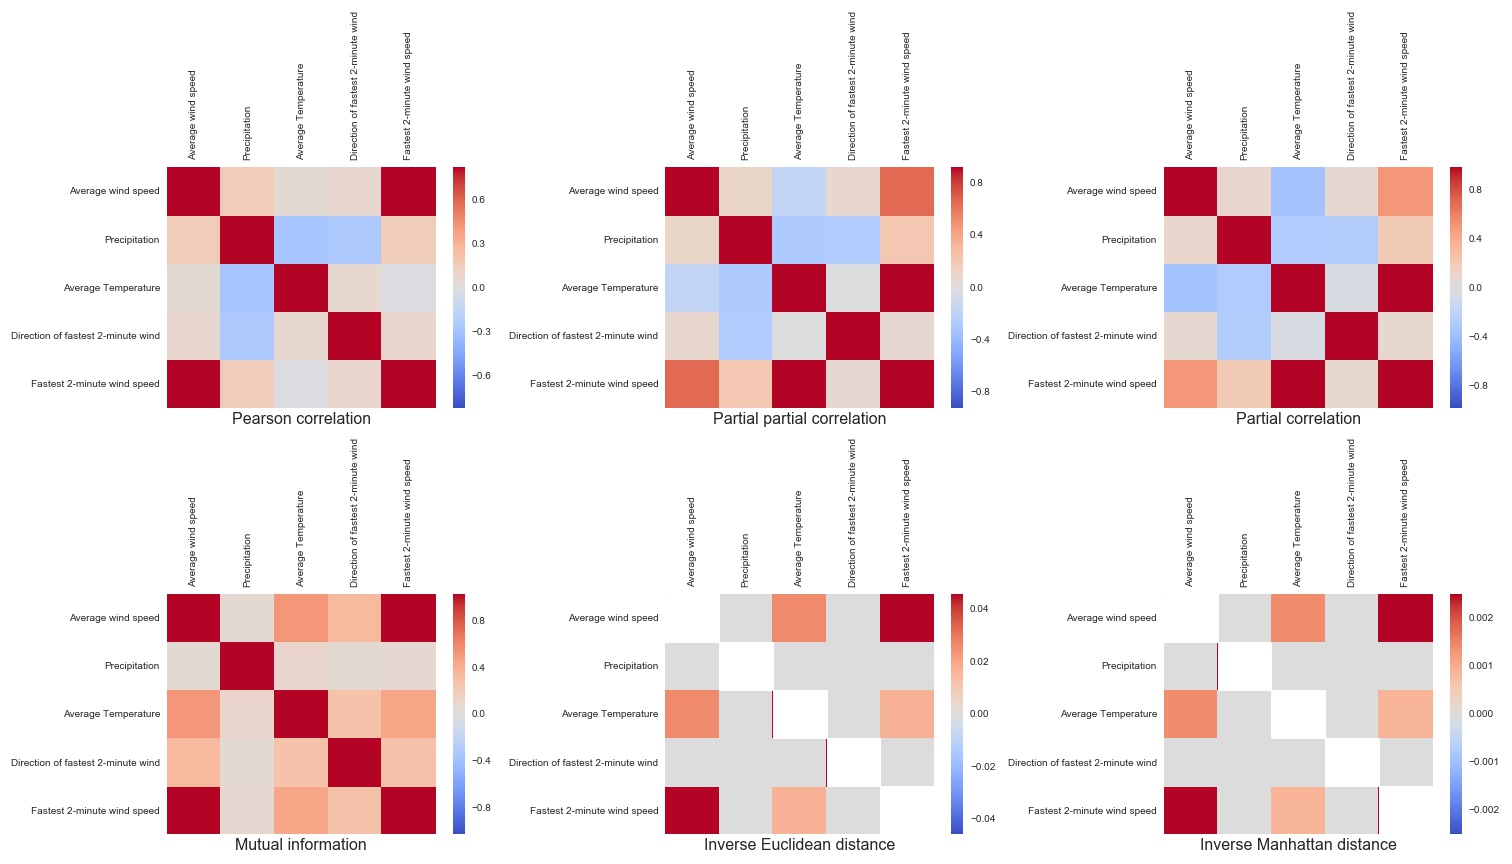 Average wind speed
Precipitation
Average Temperature
Direction of fastest 2-minute wind
Fastest 2-minute wind speed
Average wind speed
Precipitation
Average Temperature
Direction of fastest 2-minute wind
Fastest 2-minute wind speed
0.6
0.3
0.0
−0.3
−0.6
Pearson correlation
Average wind speed
Precipitation
Average Temperature
Direction of fastest 2-minute wind
Fastest 2-minute wind speed
Average wind speed
Precipitation
Average Temperature
Direction of fastest 2-minute wind
Fastest 2-minute wind speed
0.8
0.4
0.0
−0.4
−0.8
Partial partial correlation
Average wind speed
Precipitation
Average Temperature
Direction of fastest 2-minute wind
Fastest 2-minute wind speed
Average wind speed
Precipitation
Average Temperature
Direction of fastest 2-minute wind
Fastest 2-minute wind speed
0.8
0.4
0.0
−0.4
−0.8
Partial correlation
Average wind speed
Precipitation
Average Temperature
Direction of fastest 2-minute wind
Fastest 2-minute wind speed
Average wind speed
Precipitation
Average Temperature
Direction of fastest 2-minute wind
Fastest 2-minute wind speed
0.8
0.4
0.0
−0.4
−0.8
Mutual information
Average wind speed
Precipitation
Average Temperature
Direction of fastest 2-minute wind
Fastest 2-minute wind speed
Average wind speed
Precipitation
Average Temperature
Direction of fastest 2-minute wind
Fastest 2-minute wind speed
0.04
0.02
0.00
−0.02
−0.04
Inverse Euclidean distance
Average wind speed
Precipitation
Average Temperature
Direction of fastest 2-minute wind
Fastest 2-minute wind speed
Average wind speed
Precipitation
Average Temperature
Direction of fastest 2-minute wind
Fastest 2-minute wind speed
0.002
0.001
0.000
−0.001
−0.002
Inverse Manhattan distance